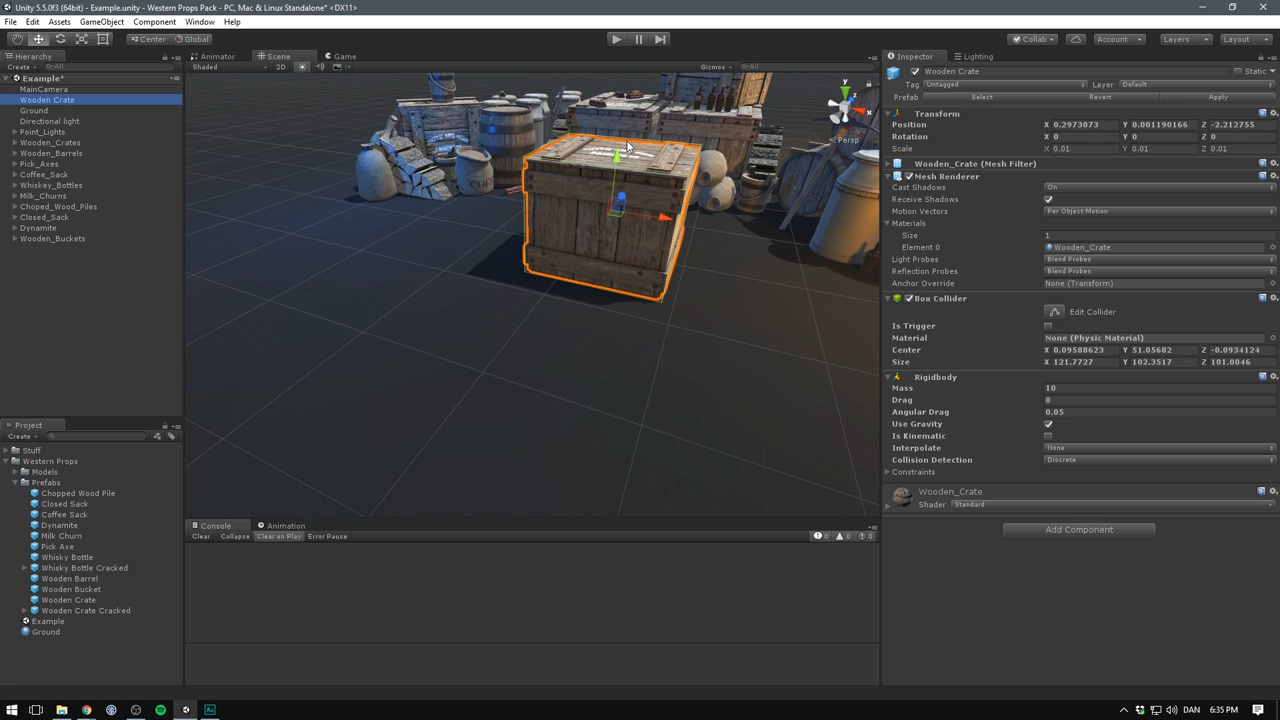 Unity 5.5.0f3 (64bit) - Example.unity - Western Props Pack - PC, Mac & Linux Standalone* <DX11>
File Edit Assets GameObject Component Window Help
Center Global Collab Account Layers Layout
Hierarchy Animator Scene Game Inspector Lighting
Create All Shaded 2D Gizmos All Wooden Crate Static
Example*
Tag Untagged Layer Default
MainCamera
Prefab Select Revert Apply
Wooden Crate
Ground
Directional light
Point_Lights
Wooden_Crates
Wooden_Barrels
Pick_Axes
Coffee_Sack
Whiskey_Bottles
Milk_Churns
Choped_Wood_Piles
Closed_Sack
Dynamite
Wooden_Buckets
y
x
z
Persp
Transform
Position X 0.2973073 Y 0.001190166 Z -2.212755
Rotation X 0 Y 0 Z 0
Scale X 0.01 Y 0.01 Z 0.01
Wooden_Crate (Mesh Filter)
Mesh Renderer
Cast Shadows On
Receive Shadows
Motion Vectors Per Object Motion
Materials
Size 1
Element 0 Wooden_Crate
Light Probes Blend Probes
Reflection Probes Blend Probes
Anchor Override None (Transform)
Box Collider
Edit Collider
Is Trigger
Material None (Physic Material)
Center X 0.09588623 Y 51.05682 Z -0.0934124
Size X 121.7727 Y 102.3517 Z 101.0046
Rigidbody
Mass 10
Drag 0
Angular Drag 0.05
Use Gravity
Is Kinematic
Interpolate None
Collision Detection Discrete
Constraints
Wooden_Crate
Shader Standard
Add Component
Project
Create
Stuff
Western Props
Models
Prefabs
Chopped Wood Pile
Closed Sack
Coffee Sack
Dynamite
Milk Churn
Pick Axe
Whisky Bottle
Whisky Bottle Cracked
Wooden Barrel
Wooden Bucket
Wooden Crate
Wooden Crate Cracked
Example
Ground
Console Animation
Clear Collapse Clear on Play Error Pause 0 0 0
Au DAN 6:35 PM